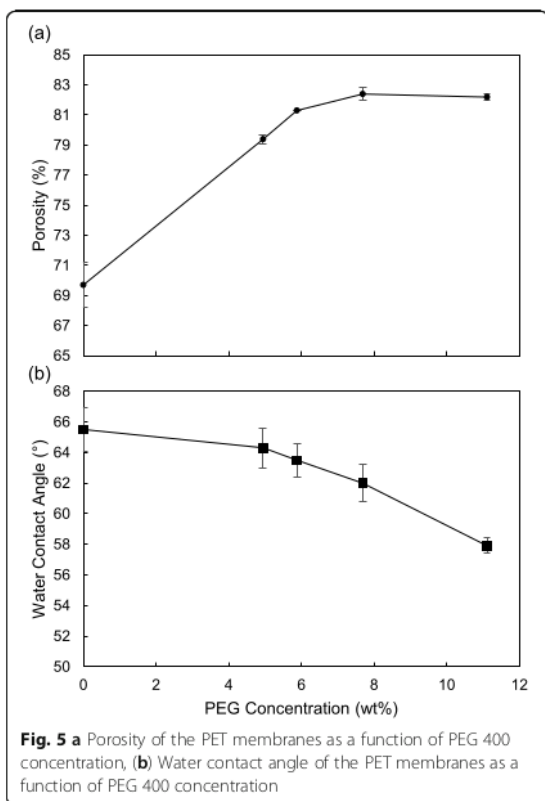 (a)
83
81
79
77
75
73
71
69
67
65
Porosity (%)
(b)
68
66
64
62
60
58
56
54
52
50
Water Contact Angle (°)
0 2 4 6 8 10 12
PEG Concentration (wt%)
Fig. 5 a Porosity of the PET membranes as a function of PEG 400
concentration, (b) Water contact angle of the PET membranes as a
function of PEG 400 concentration